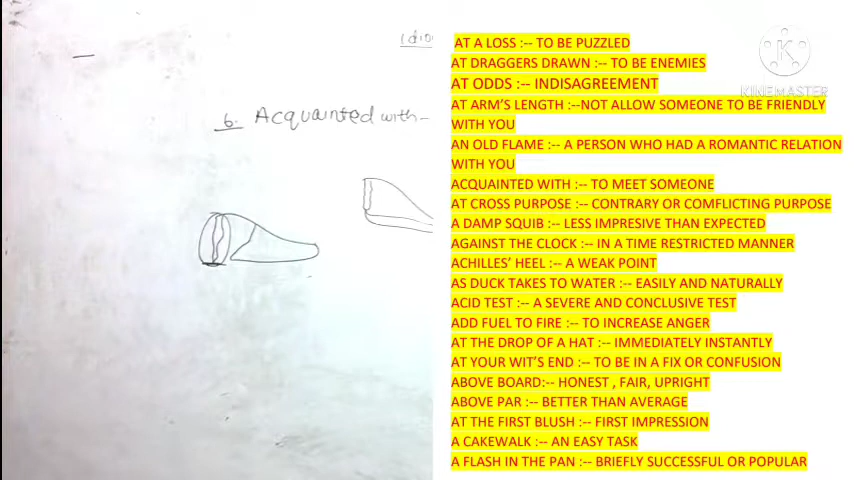 6. Acquainted with -
AT A LOSS :-- TO BE PUZZLED
AT DRAGGERS DRAWN :-- TO BE ENEMIES
AT ODDS :-- INDISAGREEMENT
AT ARM'S LENGTH :--NOT ALLOW SOMEONE TO BE FRIENDLY
WITH YOU
AN OLD FLAME :-- A PERSON WHO HAD A ROMANTIC RELATION
WITH YOU
ACQUAINTED WITH :-- TO MEET SOMEONE
AT CROSS PURPOSE :-- CONTRARY OR COMFLICTING PURPOSE
A DAMP SQUIB :-- LESS IMPRESIVE THAN EXPECTED
AGAINST THE CLOCK :-- IN A TIME RESTRICTED MANNER
ACHILLES' HEEL :-- A WEAK POINT
AS DUCK TAKES TO WATER :-- EASILY AND NATURALLY
ACID TEST :-- A SEVERE AND CONCLUSIVE TEST
ADD FUEL TO FIRE :-- TO INCREASE ANGER
AT THE DROP OF A HAT :-- IMMEDIATELY INSTANTLY
AT YOUR WIT'S END :-- TO BE IN A FIX OR CONFUSION
ABOVE BOARD:-- HONEST , FAIR, UPRIGHT
ABOVE PAR :-- BETTER THAN AVERAGE
AT THE FIRST BLUSH :-- FIRST IMPRESSION
A CAKEWALK :-- AN EASY TASK
A FLASH IN THE PAN :-- BRIEFLY SUCCESSFUL OR POPULAR
K
KINEMASTER